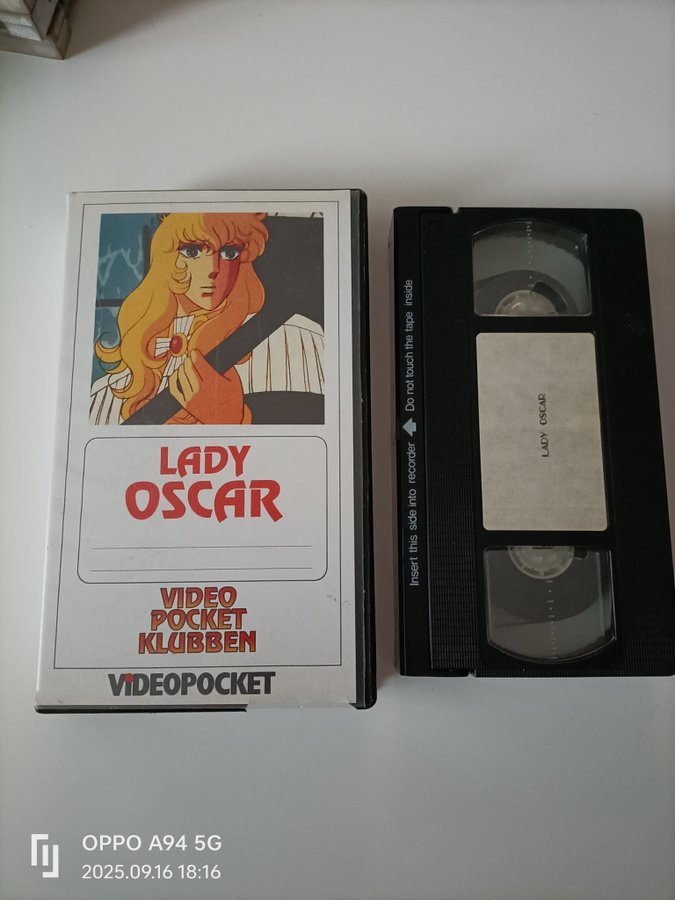 LADY
OSCAR
VIDEO
POCKET
KLUBBEN
VIDEOPOCKET
Insert this side into recorder Do not touch the tape inside
LADY OSCAR
OPPO A94 5G
2025.09.16 18:16